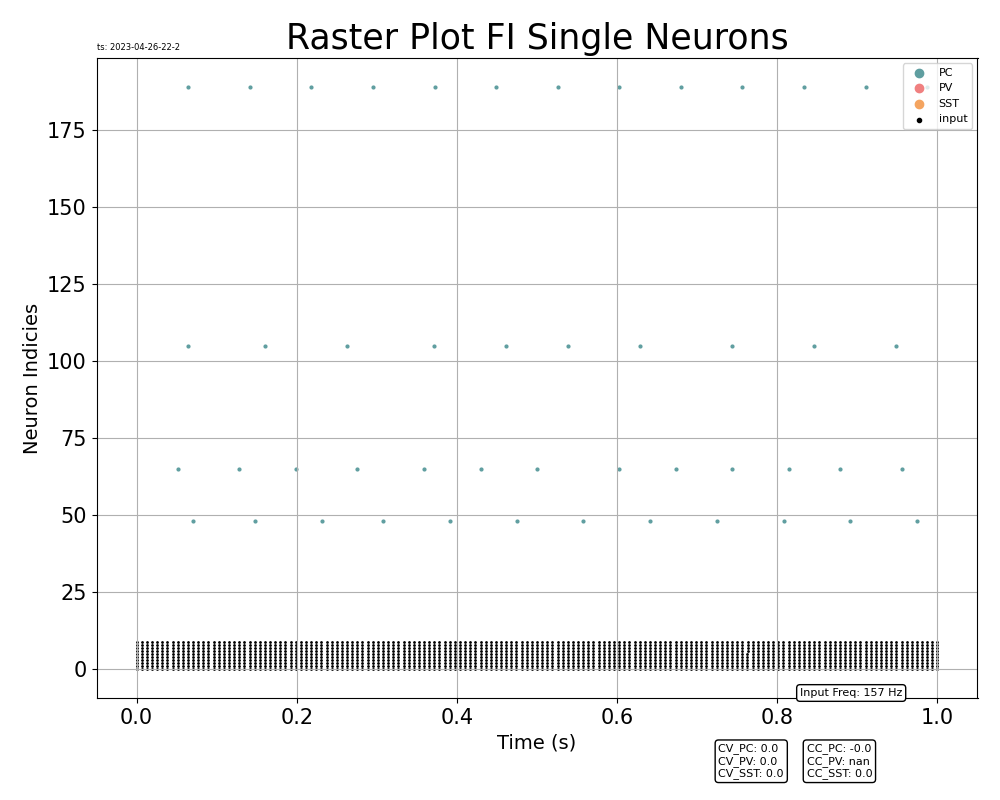 Raster Plot FI Single Neurons
ts: 2023-04-26-22-2
PC
PV
SST
input
175
150
125
100
75
50
25
0
Neuron Indicies
0.0 0.2 0.4 0.6 0.8 1.0
Time (s)
Input Freq: 157 Hz
CV_PC: 0.0
CV_PV: 0.0
CV_SST: 0.0
CC_PC: -0.0
CC_PV: nan
CC_SST: 0.0